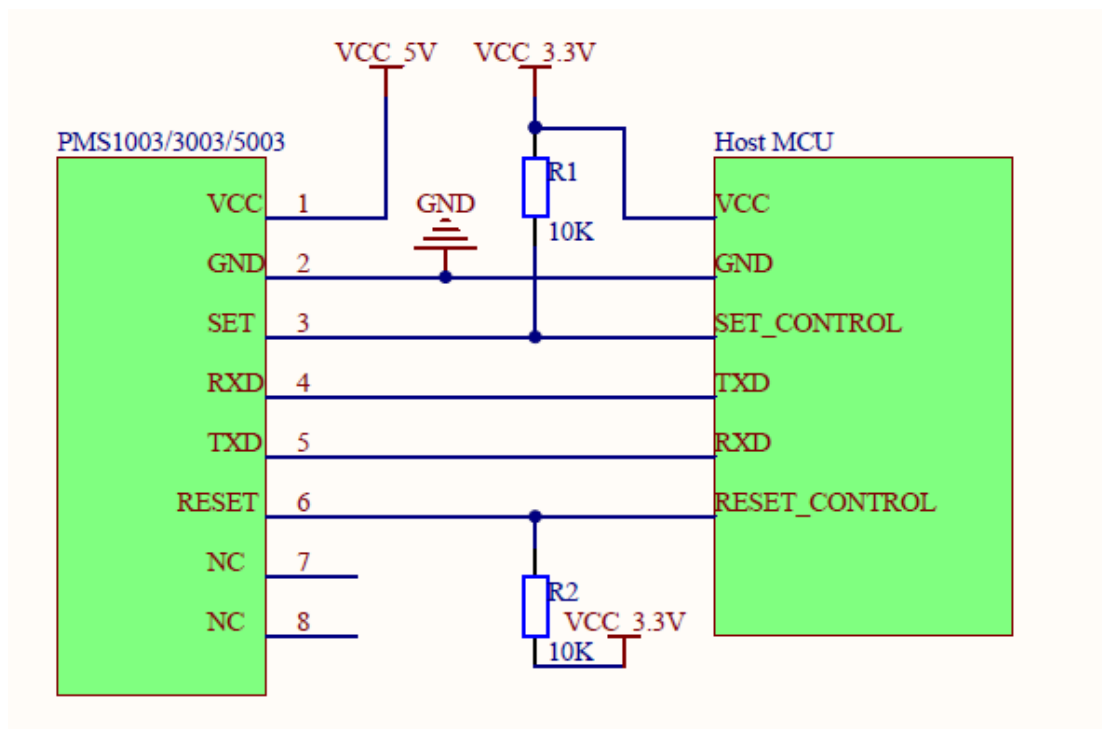 VCC_5V
VCC_3.3V
PMS1003/3003/5003
Host MCU
R1
10K
VCC 1
GND
VCC
GND 2
GND
SET 3
SET_CONTROL
RXD 4
TXD
TXD 5
RXD
RESET 6
RESET_CONTROL
NC 7
R2
NC 8
VCC_3.3V
10K